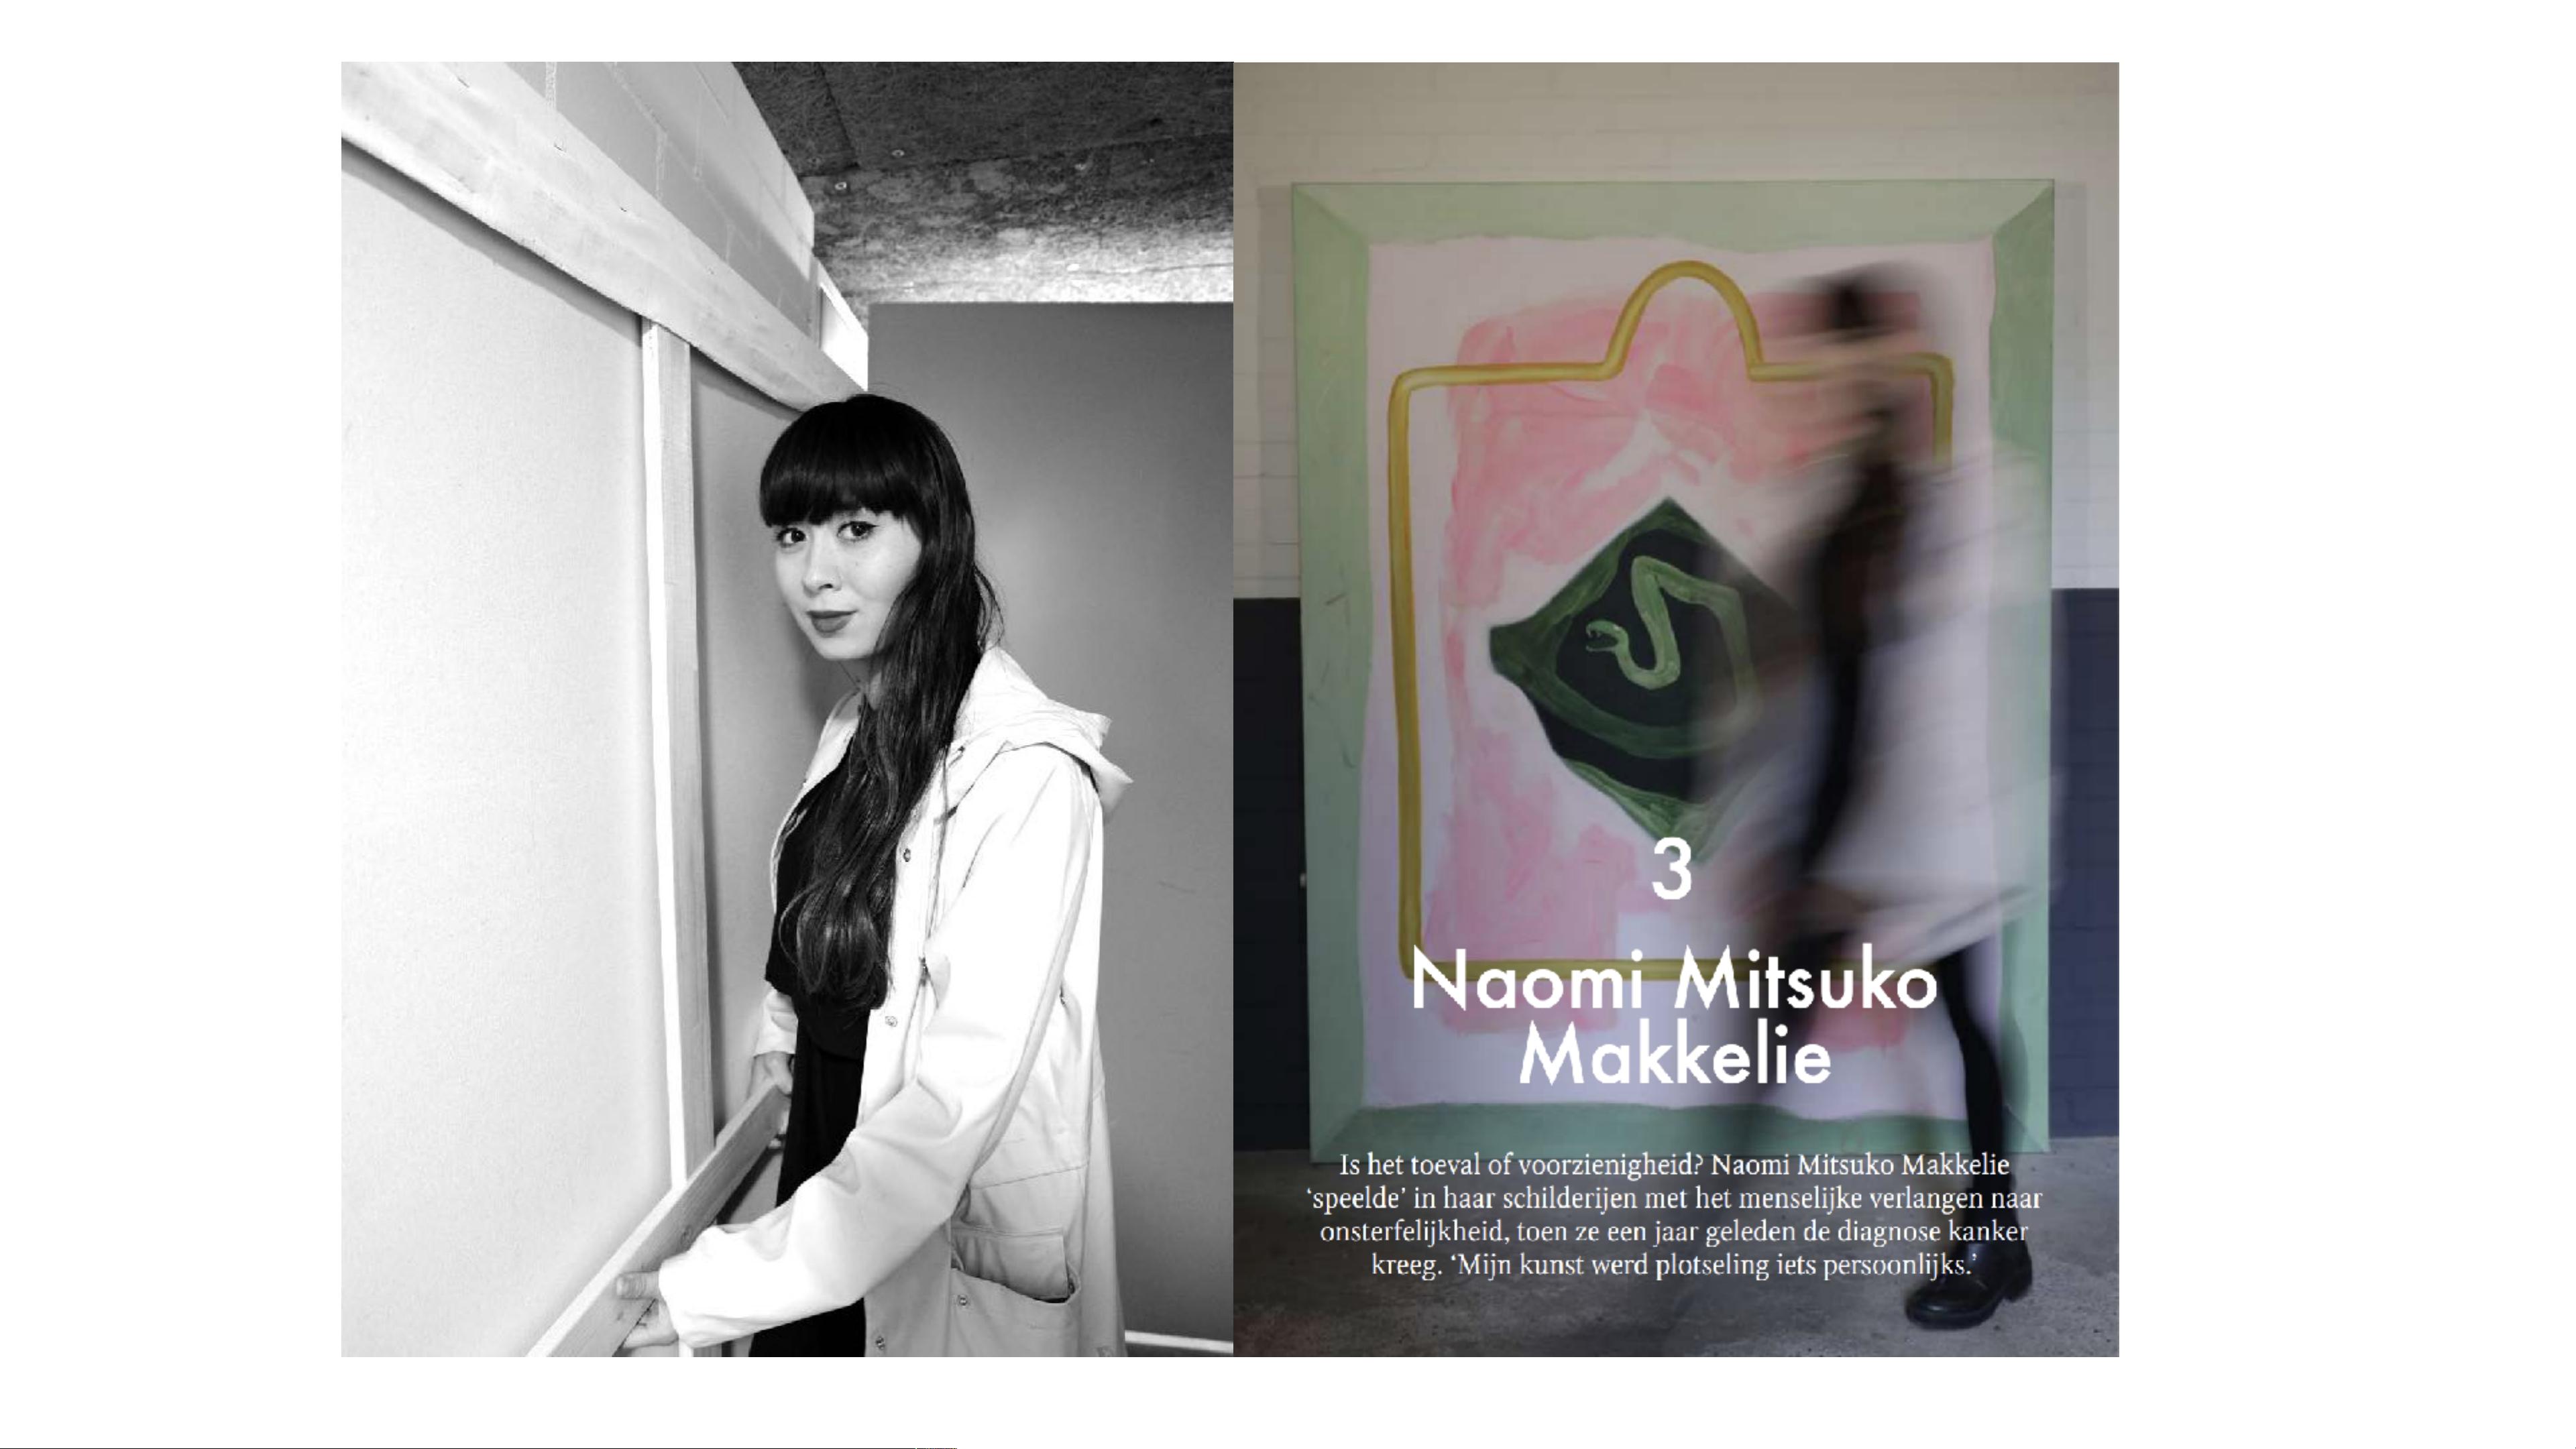 3
Naomi Mitsuko
Makkelie
Is het toeval of voorzienigheid? Naomi Mitsuko Makkelie
‘speelde’ in haar schilderijen met het menselijke verlangen naar
onsterfelijkheid, toen ze een jaar geleden de diagnose kanker
kreeg. ‘Mijn kunst werd plotseling iets persoonlijks.’